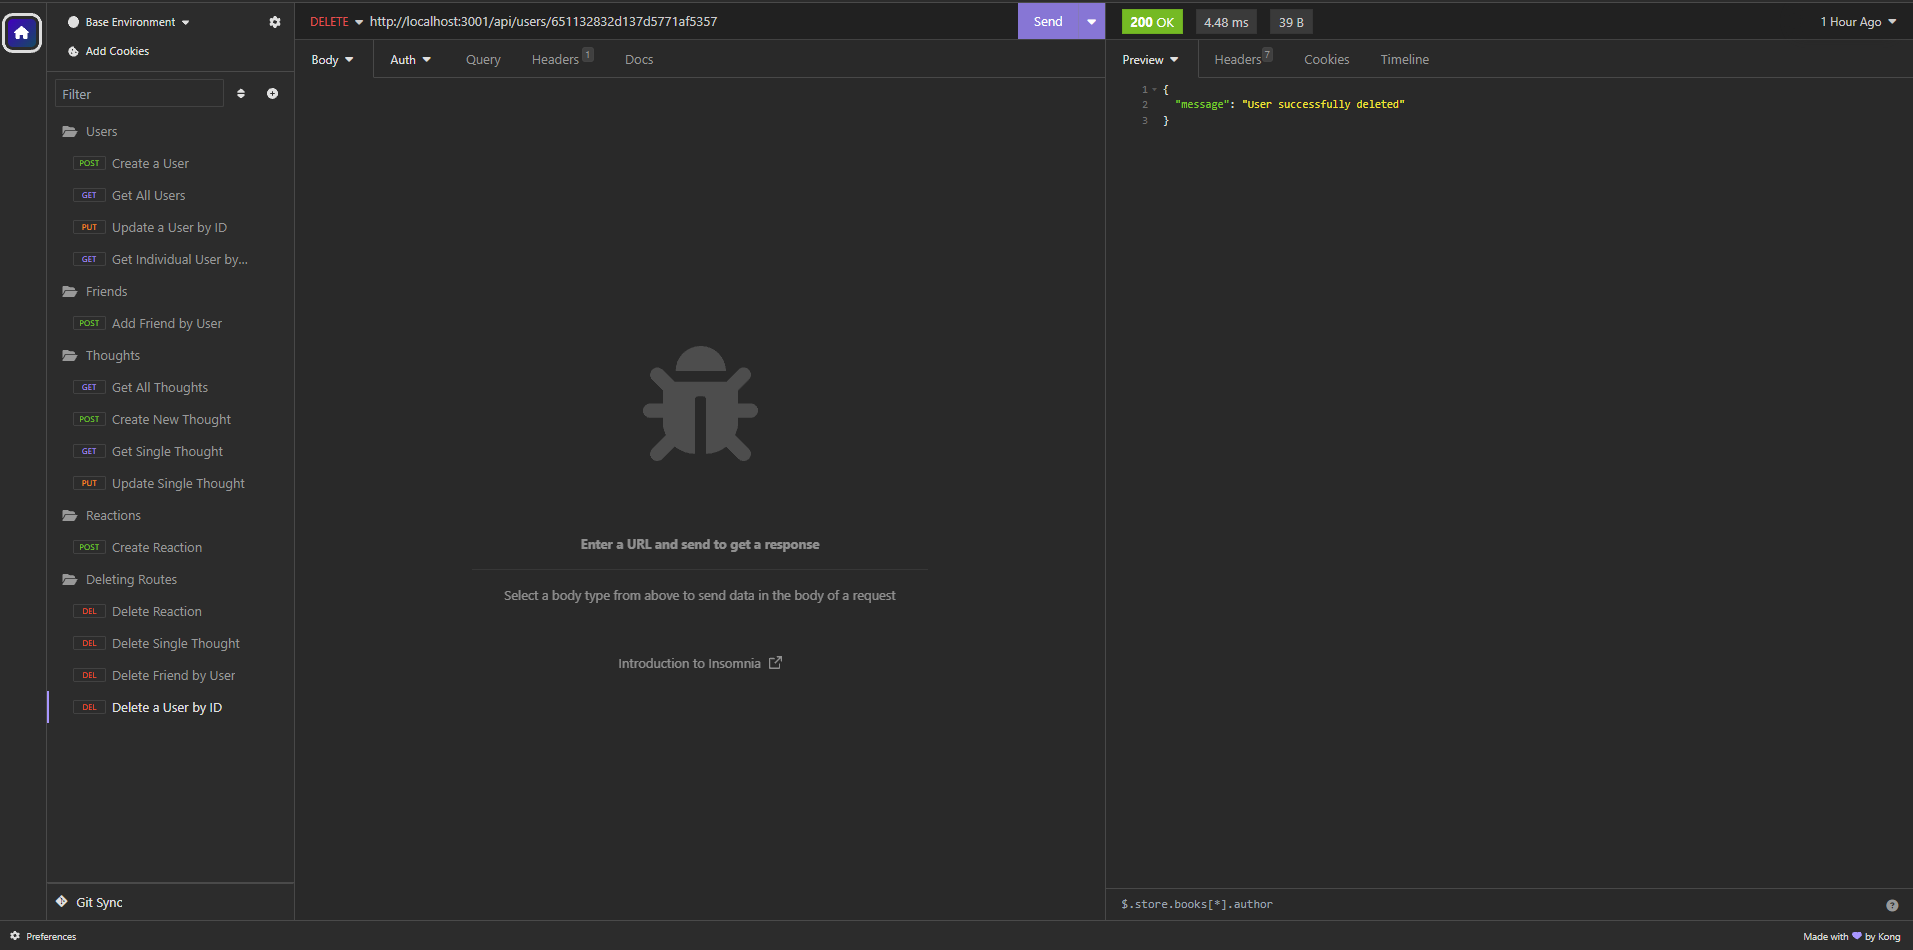 Base Environment
Add Cookies
Filter
Users
POST Create a User
GET Get All Users
PUT Update a User by ID
GET Get Individual User by...
Friends
POST Add Friend by User
Thoughts
GET Get All Thoughts
POST Create New Thought
GET Get Single Thought
PUT Update Single Thought
Reactions
POST Create Reaction
Deleting Routes
DEL Delete Reaction
DEL Delete Single Thought
DEL Delete Friend by User
DEL Delete a User by ID
Git Sync
Preferences
DELETE http://localhost:3001/api/users/651132832d137d5771af5357 Send
Body Auth Query Headers 1 Docs
Enter a URL and send to get a response
Select a body type from above to send data in the body of a request
Introduction to Insomnia
200 OK 4.48 ms 39 B 1 Hour Ago
Preview Headers 7 Cookies Timeline
1 {
2 "message": "User successfully deleted"
3 }
$.store.books[*].author
?
Made with by Kong